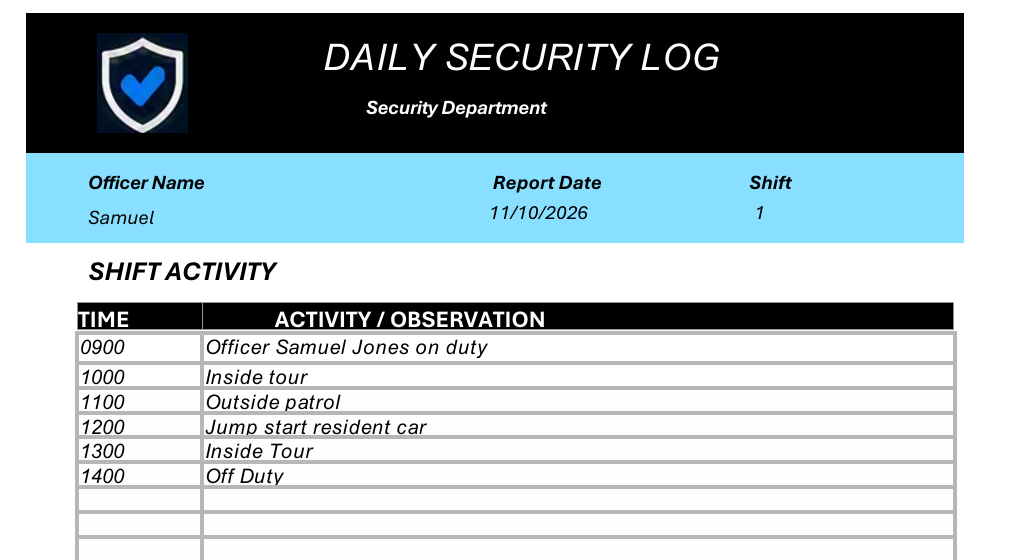 DAILY SECURITY LOG
Security Department
Officer Name Report Date Shift
Samuel 11/10/2026 1
SHIFT ACTIVITY
TIME ACTIVITY / OBSERVATION
0900 Officer Samuel Jones on duty
1000 Inside tour
1100 Outside patrol
1200 Jump start resident car
1300 Inside Tour
1400 Off Duty